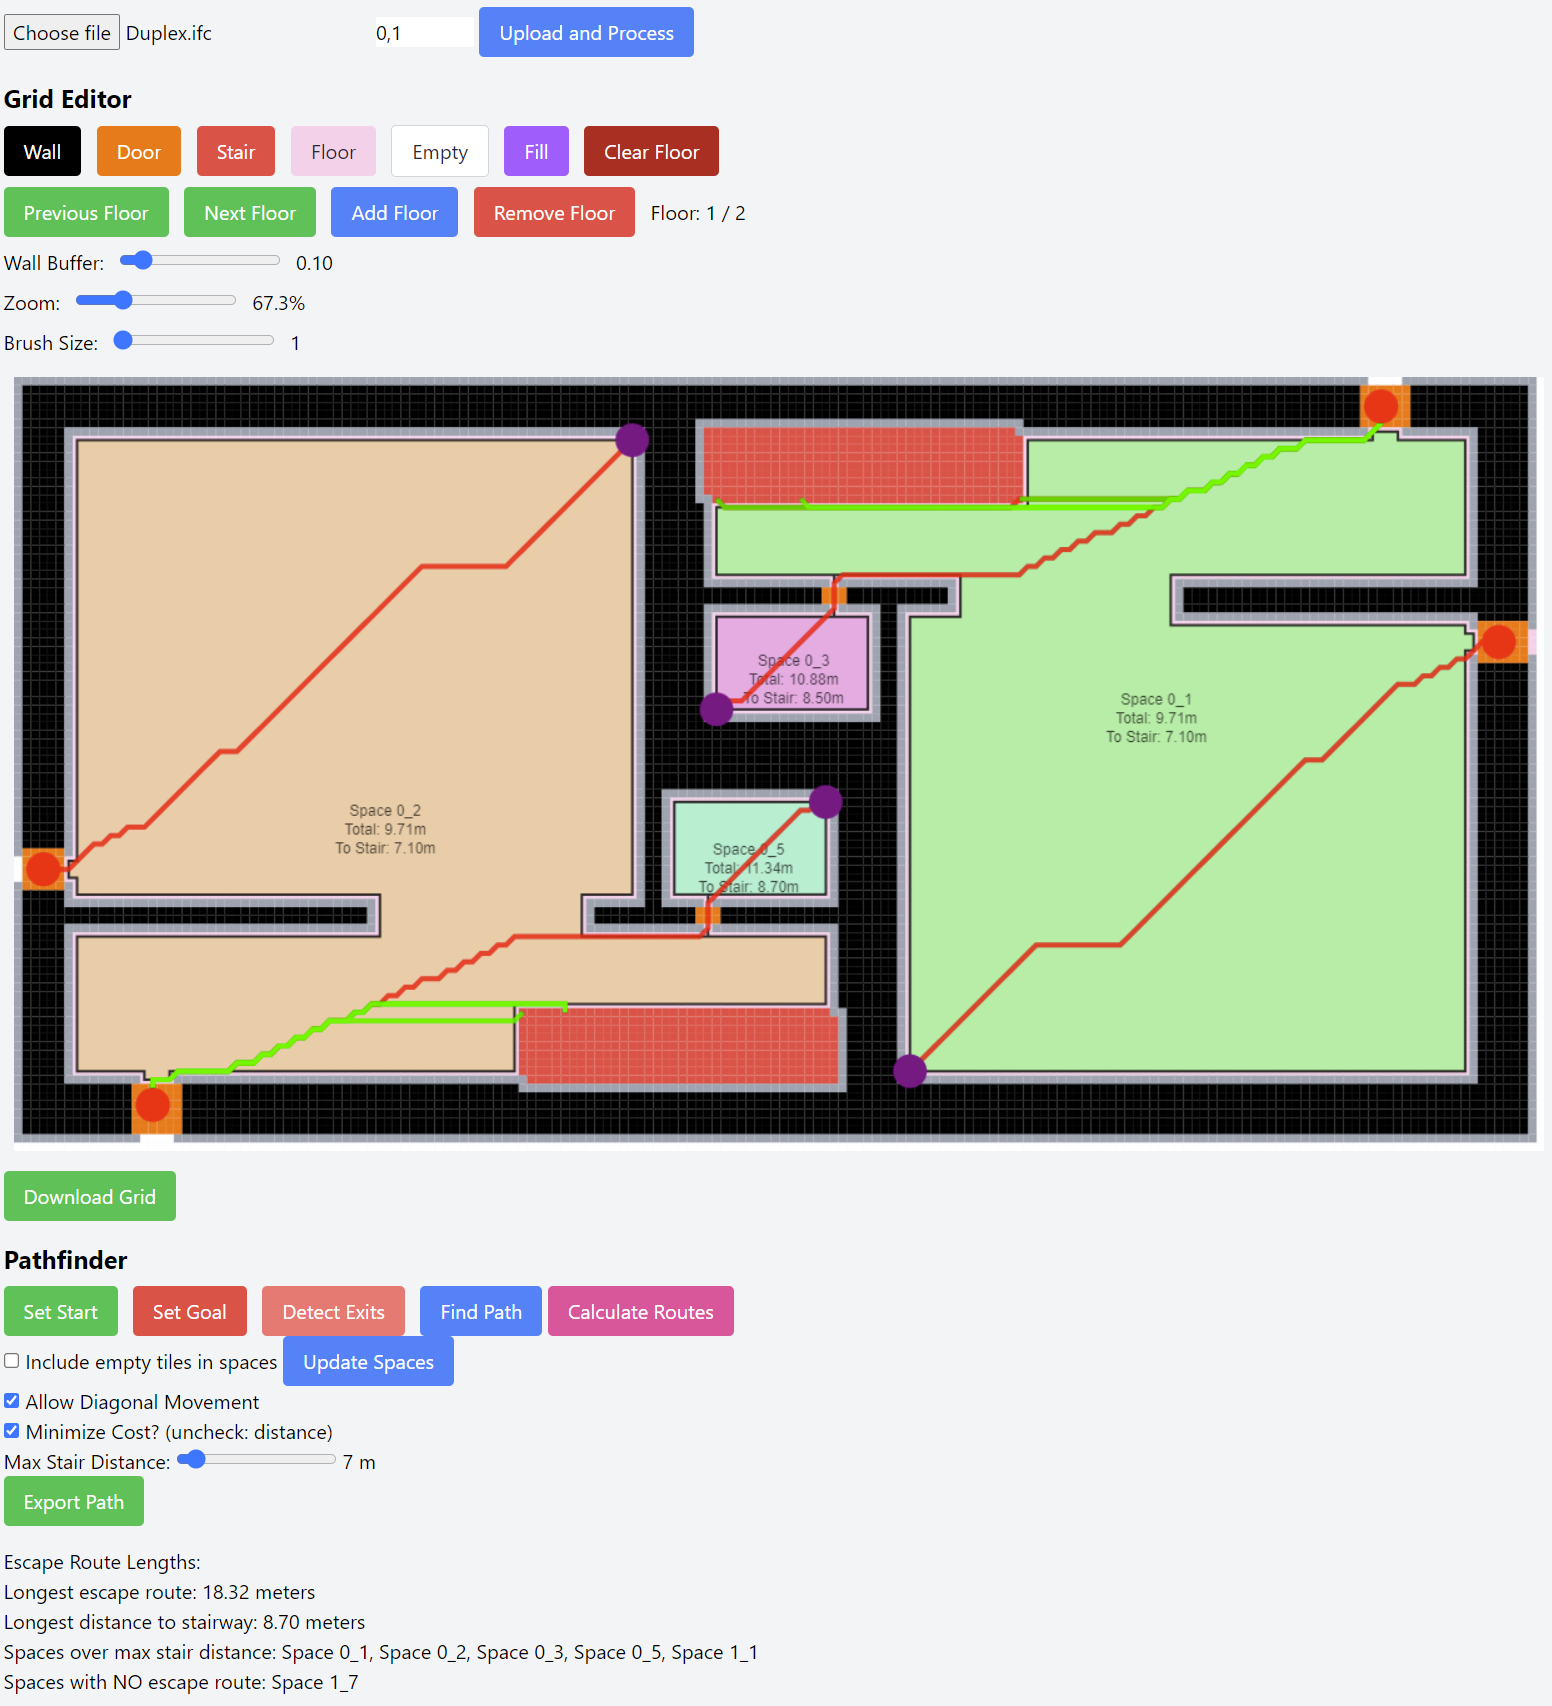 Choose file Duplex.ifc 0,1 Upload and Process
Grid Editor
Wall Door Stair Floor Empty Fill Clear Floor
Previous Floor Next Floor Add Floor Remove Floor Floor: 1 / 2
Wall Buffer: 0.10
Zoom: 67.3%
Brush Size: 1
Space 0_3
Total: 10.88m
To Stair: 8.50m
Space 0_1
Total: 9.71m
To Stair: 7.10m
Space 0_2
Total: 9.71m
To Stair: 7.10m
Space 0_5
Total: 11.34m
To Stair: 8.70m
Download Grid
Pathfinder
Set Start Set Goal Detect Exits Find Path Calculate Routes
Include empty tiles in spaces Update Spaces
Allow Diagonal Movement
Minimize Cost? (uncheck: distance)
Max Stair Distance: 7 m
Export Path
Escape Route Lengths:
Longest escape route: 18.32 meters
Longest distance to stairway: 8.70 meters
Spaces over max stair distance: Space 0_1, Space 0_2, Space 0_3, Space 0_5, Space 1_1
Spaces with NO escape route: Space 1_7